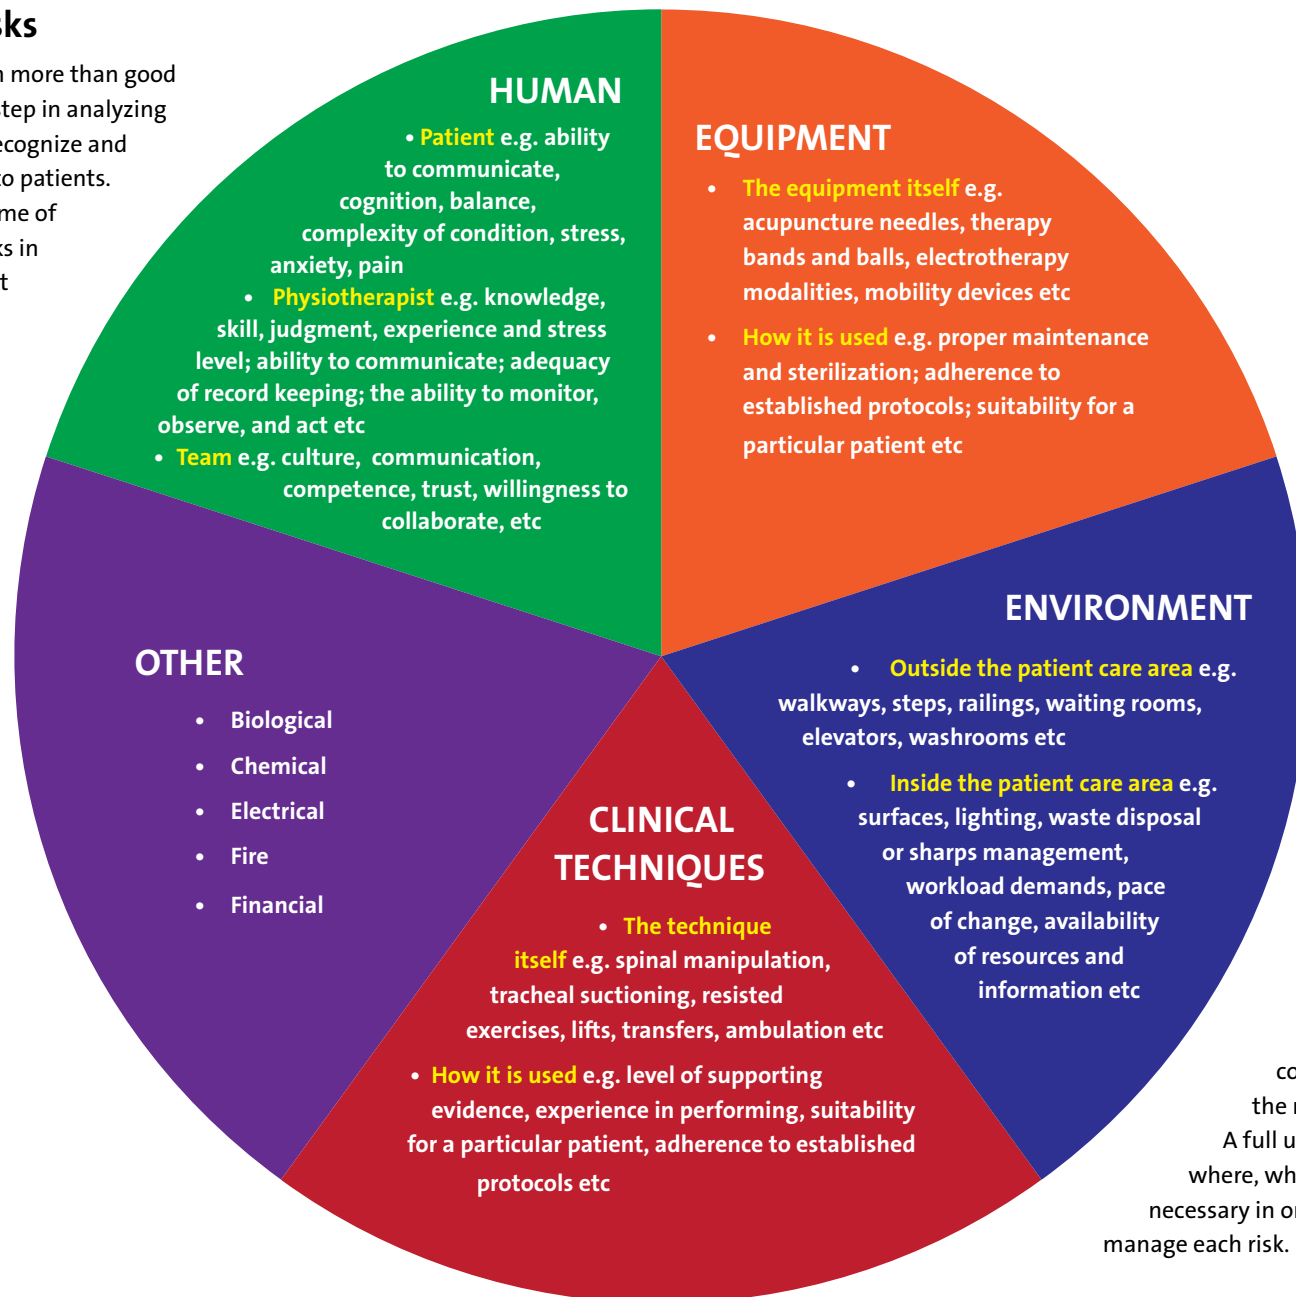 more than good
step in analyzing
and
to patients.
of
in
HUMAN
• Patient e.g. ability
to communicate,
cognition, balance,
complexity of condition, stress,
anxiety, pain
• Physiotherapist e.g. knowledge,
skill, judgment, experience and stress
level; ability to communicate; adequacy
of record keeping; the ability to monitor,
observe, and act etc
• Team e.g. culture, communication,
competence, trust, willingness to
collaborate, etc
EQUIPMENT
• The equipment itself e.g.
acupuncture needles, therapy
bands and balls, electrotherapy
modalities, mobility devices etc
• How it is used e.g. proper maintenance
and sterilization; adherence to
established protocols; suitability for a
particular patient etc
ENVIRONMENT
• Outside the patient care area e.g.
walkways, steps, railings, waiting rooms,
elevators, washrooms etc
• Inside the patient care area e.g.
surfaces, lighting, waste disposal
or sharps management,
workload demands, pace
of change, availability
of resources and
information etc
OTHER
• Biological
• Chemical
• Electrical
• Fire
• Financial
CLINICAL
TECHNIQUES
• The technique
itself e.g. spinal manipulation,
tracheal suctioning, resisted
exercises, lifts, transfers, ambulation etc
• How it is used e.g. level of supporting
evidence, experience in performing, suitability
for a particular patient, adherence to established
protocols etc
the
A full
where,
necessary in
manage each risk.